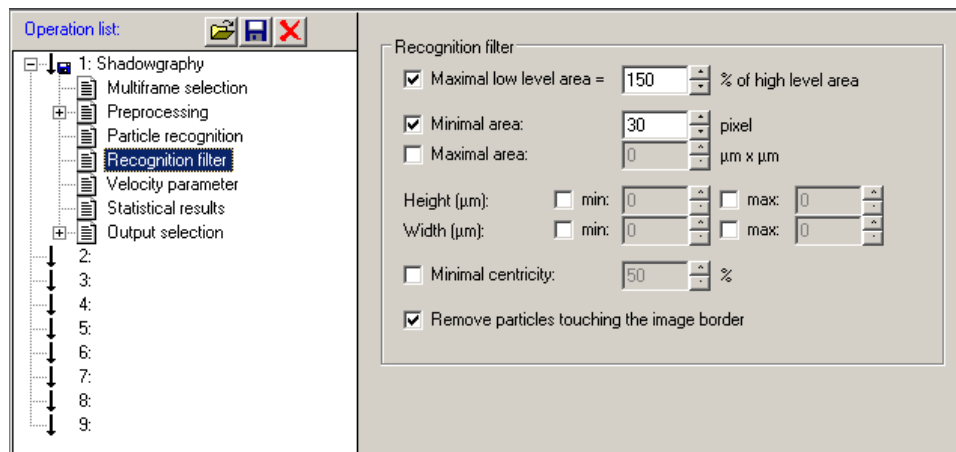 Operation list:
1: Shadowgraphy
Multiframe selection
Preprocessing
Particle recognition
Recognition filter
Velocity parameter
Statistical results
Output selection
2:
3:
4:
5:
6:
7:
8:
9:
Recognition filter
Maximal low level area = 150 % of high level area
Minimal area: 30 pixel
Maximal area: 0 µm x µm
Height (µm): min: 0 max: 0
Width (µm): min: 0 max: 0
Minimal centricity: 50 %
Remove particles touching the image border